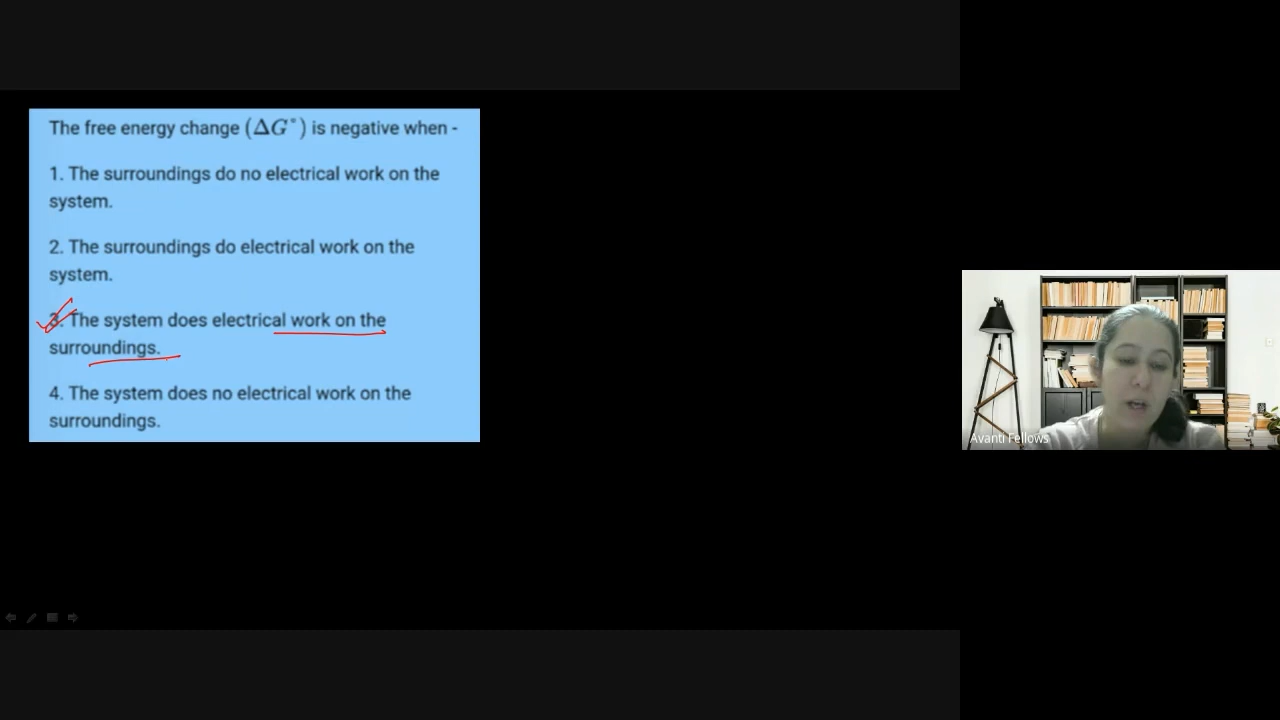 The free energy change (ΔG°) is negative when -
1. The surroundings do no electrical work on the
system.
2. The surroundings do electrical work on the
system.
3. The system does electrical work on the
surroundings.
4. The system does no electrical work on the
surroundings.
Avanti Fellows